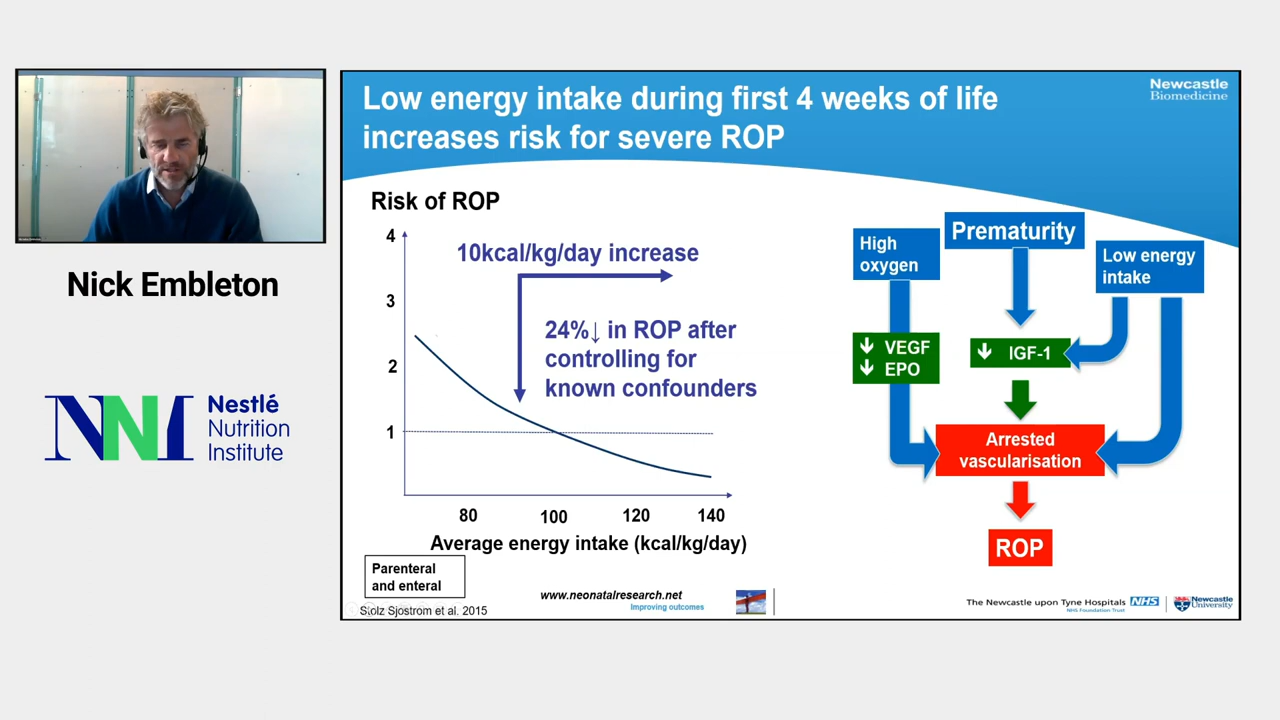 Low energy intake during first 4 weeks of life
increases risk for severe ROP
Newcastle
Biomedicine
Nick Embleton
NNI
Nestlé
Nutrition
Institute
Risk of ROP
4
3
2
1
10kcal/kg/day increase
24%↓ in ROP after
controlling for
known confounders
80 100 120 140
Average energy intake (kcal/kg/day)
Parenteral
and enteral
Stolz Sjostrom et al. 2015
High
oxygen
Prematurity
Low energy
intake
VEGF
EPO
IGF-1
Arrested
vascularisation
ROP
www.neonatalresearch.net
Improving outcomes
The Newcastle upon Tyne Hospitals NHS
NHS Foundation Trust
Newcastle
University